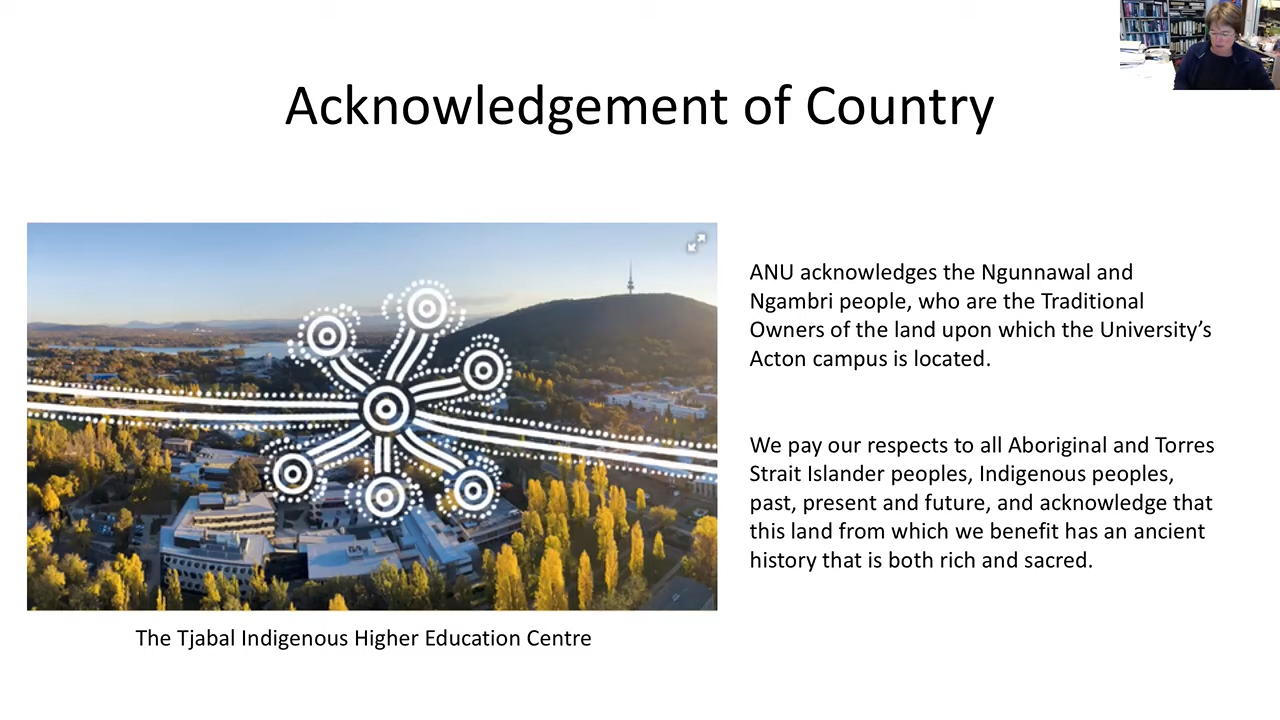 Acknowledgement of Country
ANU acknowledges the Ngunnawal and
Ngambri people, who are the Traditional
Owners of the land upon which the University’s
Acton campus is located.
We pay our respects to all Aboriginal and Torres
Strait Islander peoples, Indigenous peoples,
past, present and future, and acknowledge that
this land from which we benefit has an ancient
history that is both rich and sacred.
The Tjabal Indigenous Higher Education Centre